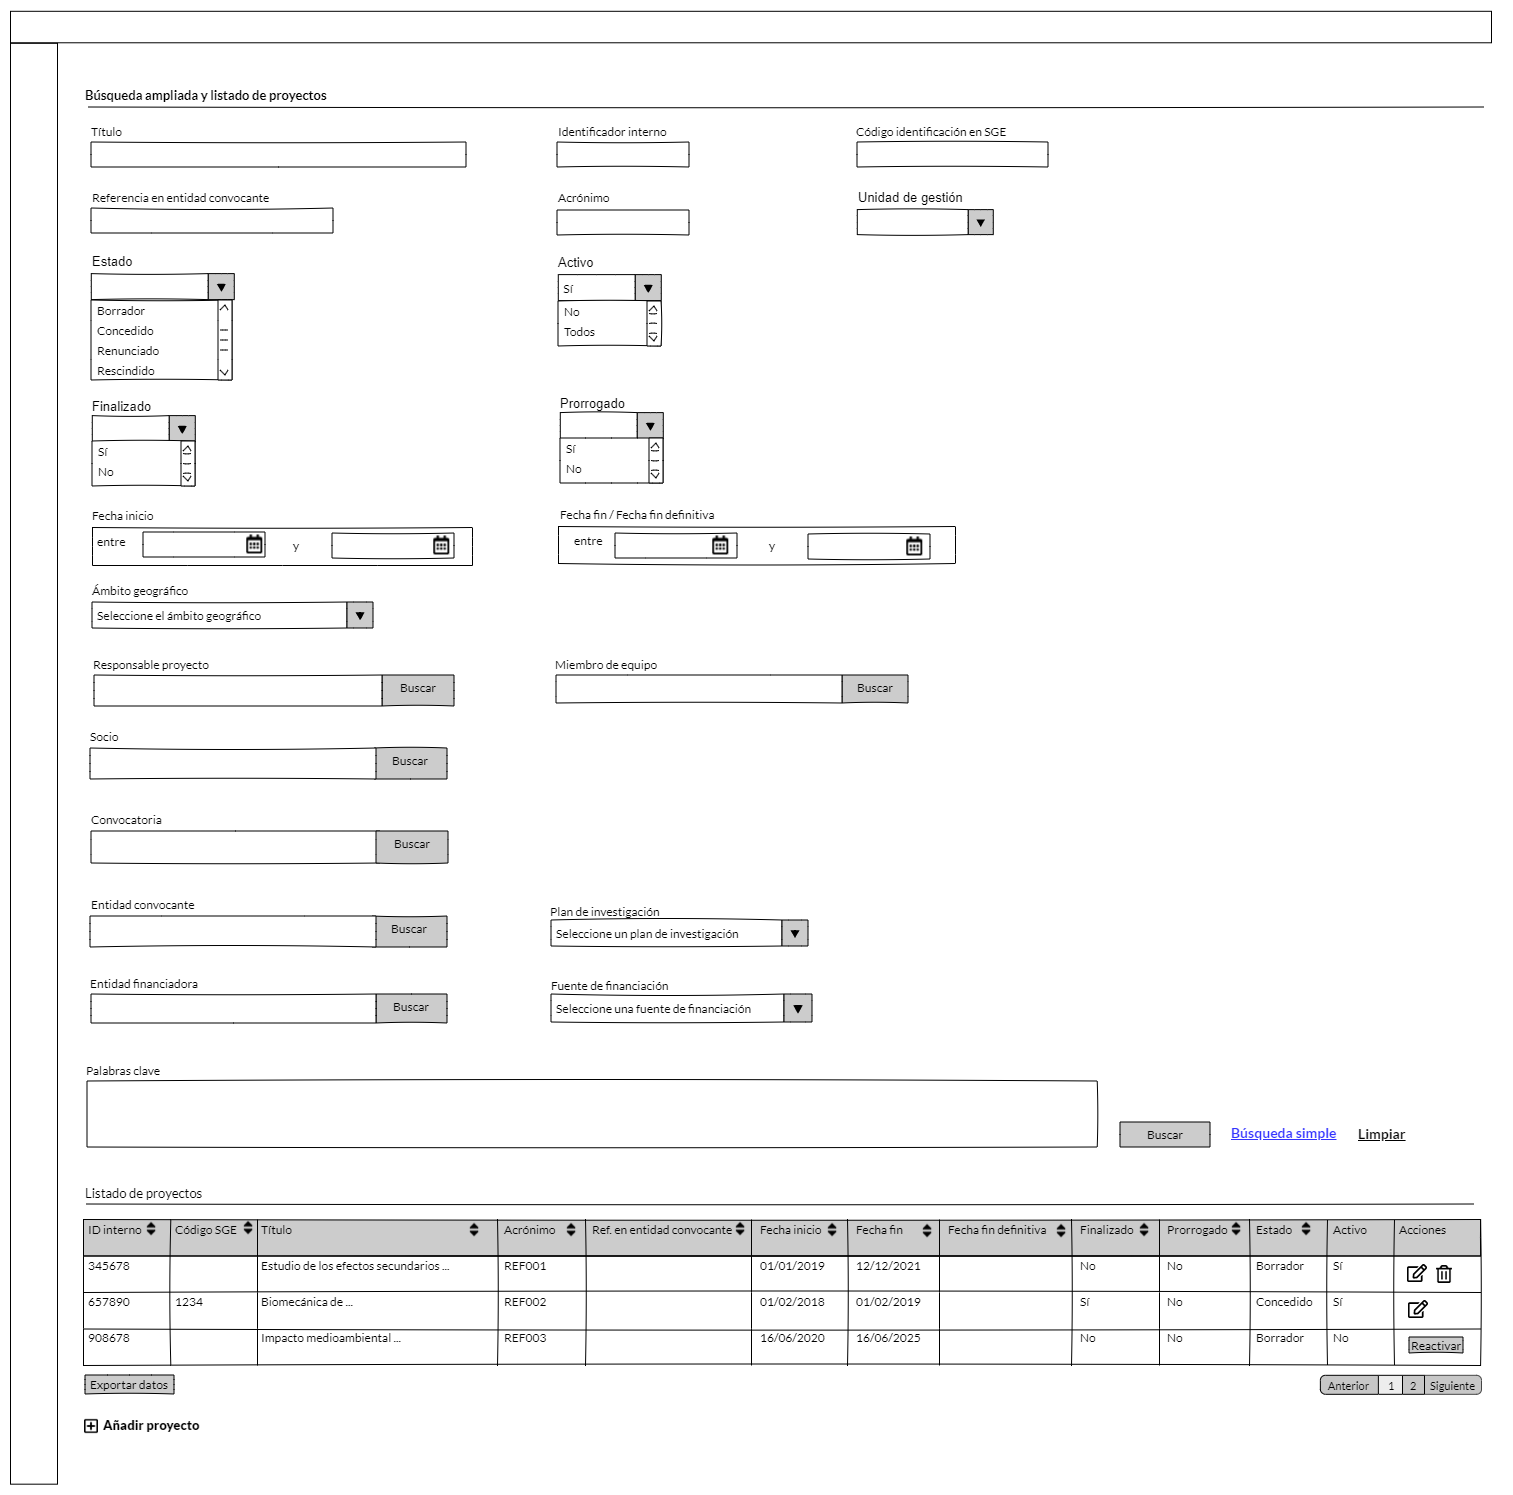 Búsqueda ampliada y listado de proyectos
Título Identificador interno Código identificación en SGE
Referencia en entidad convocante Acrónimo Unidad de gestión
Estado Activo
Sí
Borrador No
Concedido Todos
Renunciado
Rescindido
Finalizado Prorrogado
Sí Sí
No No
Fecha inicio Fecha fin / Fecha fin definitiva
entre y entre y
Ámbito geográfico
Seleccione el ámbito geográfico
Responsable proyecto Miembro de equipo
Buscar Buscar
Socio
Buscar
Convocatoria
Buscar
Entidad convocante Plan de investigación
Buscar Seleccione un plan de investigación
Entidad financiadora Fuente de financiación
Buscar Seleccione una fuente de financiación
Palabras clave
Buscar Búsqueda simple Limpiar
Listado de proyectos
ID interno Código SGE Título Acrónimo Ref. en entidad convocante Fecha inicio Fecha fin Fecha fin definitiva Finalizado Prorrogado Estado Activo Acciones
345678 Estudio de los efectos secundarios ... REF001 01/01/2019 12/12/2021 No No Borrador Sí
657890 1234 Biomecánica de ... REF002 01/02/2018 01/02/2019 Sí No Concedido Sí
908678 Impacto medioambiental ... REF003 16/06/2020 16/06/2025 No No Borrador No Reactivar
Exportar datos Anterior 1 2 Siguiente
Añadir proyecto